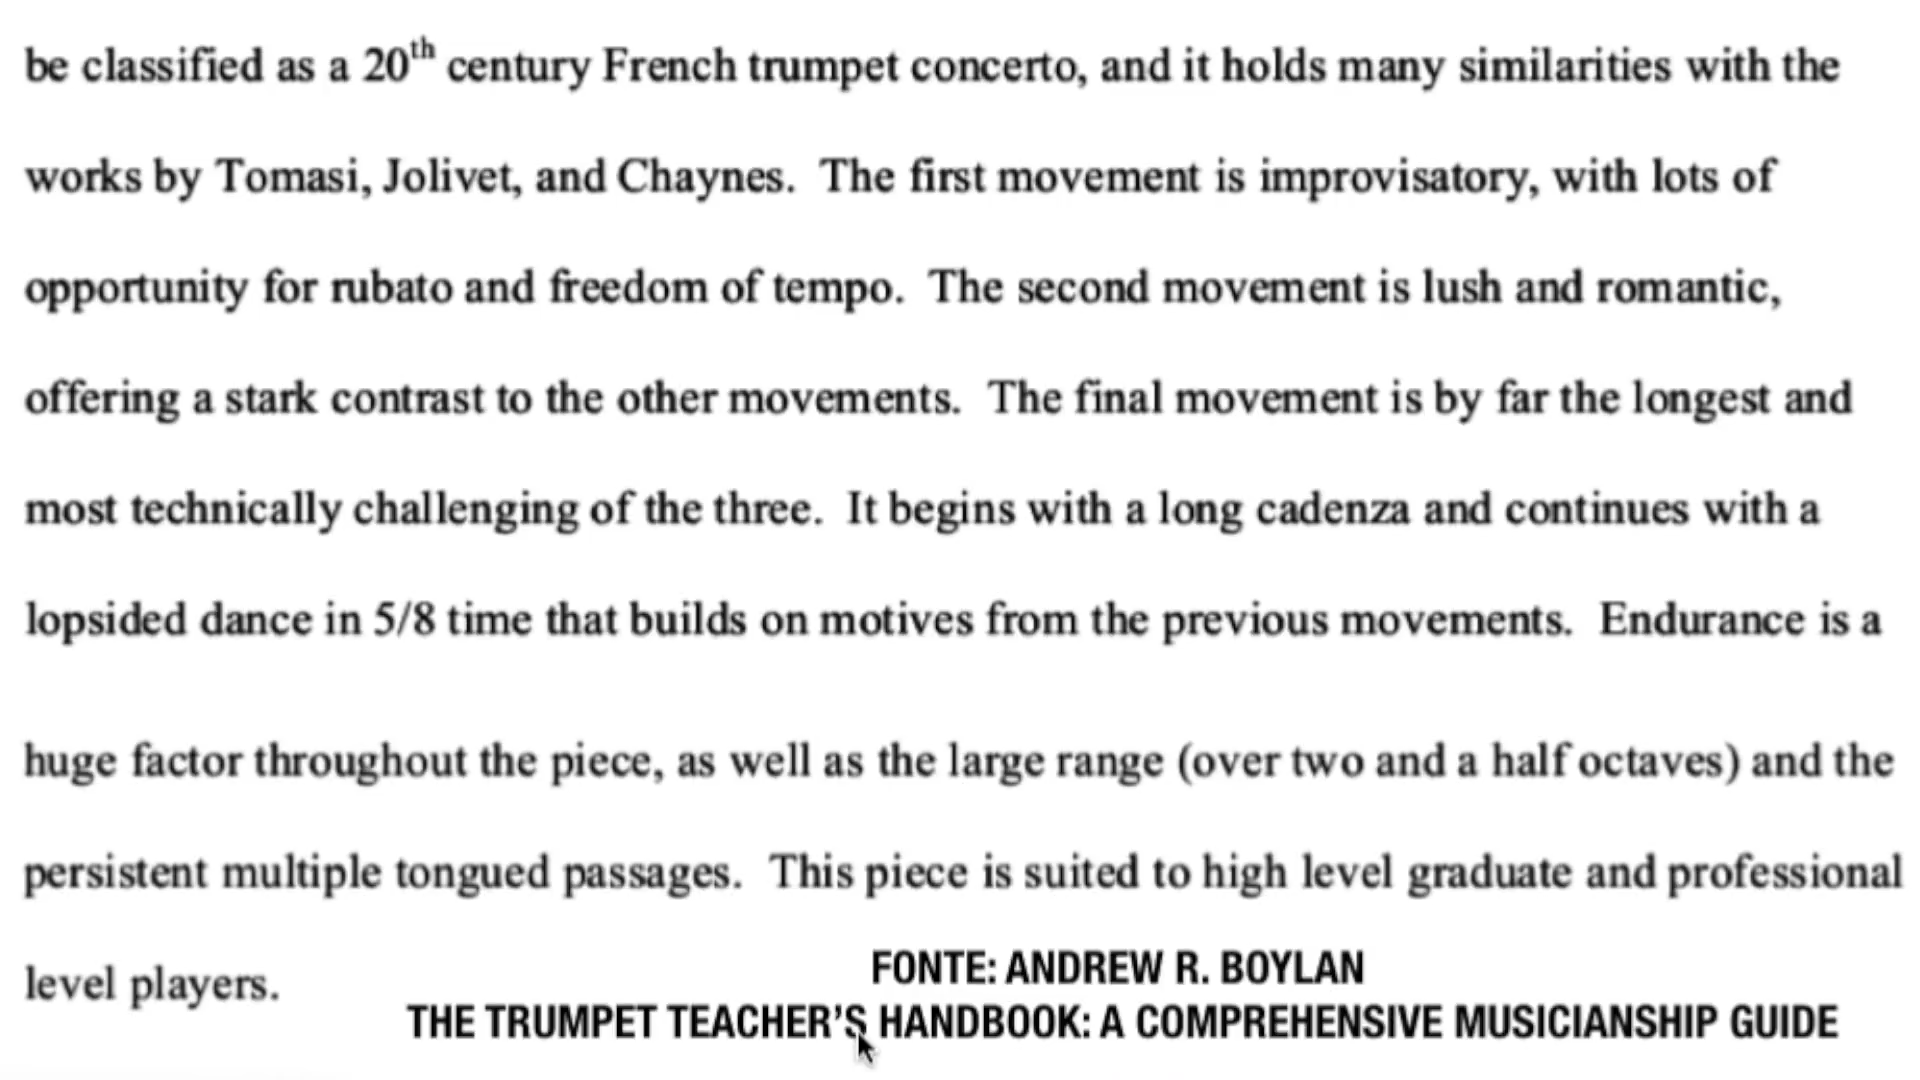 be classified as a 20th century French trumpet concerto, and it holds many similarities with the
works by Tomasi, Jolivet, and Chaynes.  The first movement is improvisatory, with lots of
opportunity for rubato and freedom of tempo.  The second movement is lush and romantic,
offering a stark contrast to the other movements.  The final movement is by far the longest and
most technically challenging of the three.  It begins with a long cadenza and continues with a
lopsided dance in 5/8 time that builds on motives from the previous movements.  Endurance is a
huge factor throughout the piece, as well as the large range (over two and a half octaves) and the
persistent multiple tongued passages.  This piece is suited to high level graduate and professional
level players.
FONTE: ANDREW R. BOYLAN
THE TRUMPET TEACHER'S HANDBOOK: A COMPREHENSIVE MUSICIANSHIP GUIDE